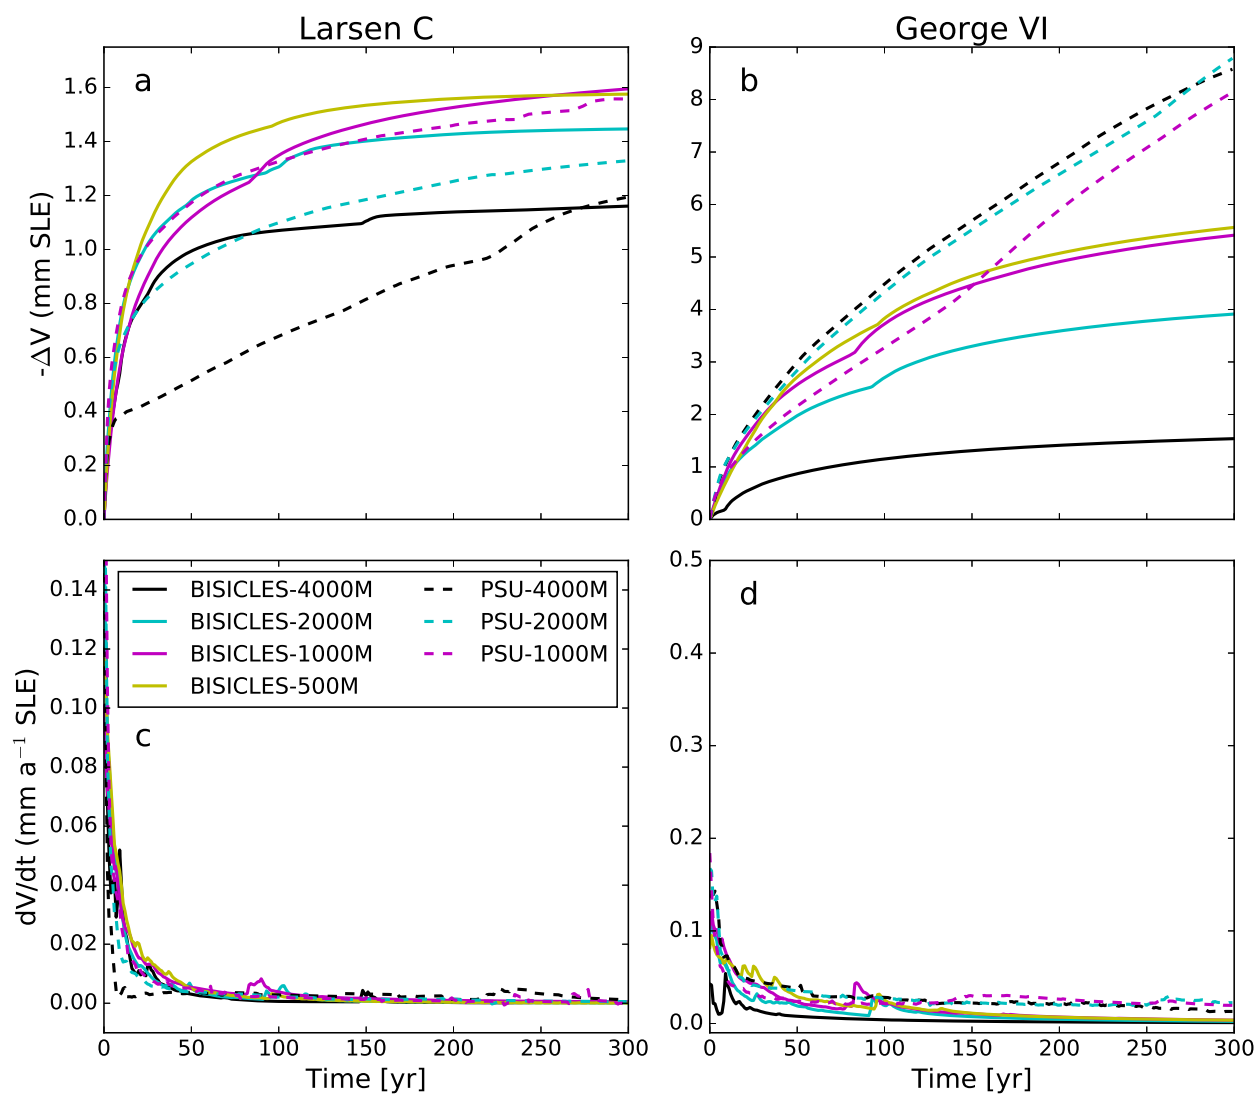 Larsen C
George VI
a
b
-ΔV (mm SLE)
1.6
1.4
1.2
1.0
0.8
0.6
0.4
0.2
0.0
9
8
7
6
5
4
3
2
1
0
BISICLES-4000M
BISICLES-2000M
BISICLES-1000M
BISICLES-500M
PSU-4000M
PSU-2000M
PSU-1000M
c
d
dV/dt (mm a⁻¹ SLE)
0.14
0.12
0.10
0.08
0.06
0.04
0.02
0.00
0.5
0.4
0.3
0.2
0.1
0.0
0 50 100 150 200 250 300
0 50 100 150 200 250 300
Time [yr]
Time [yr]